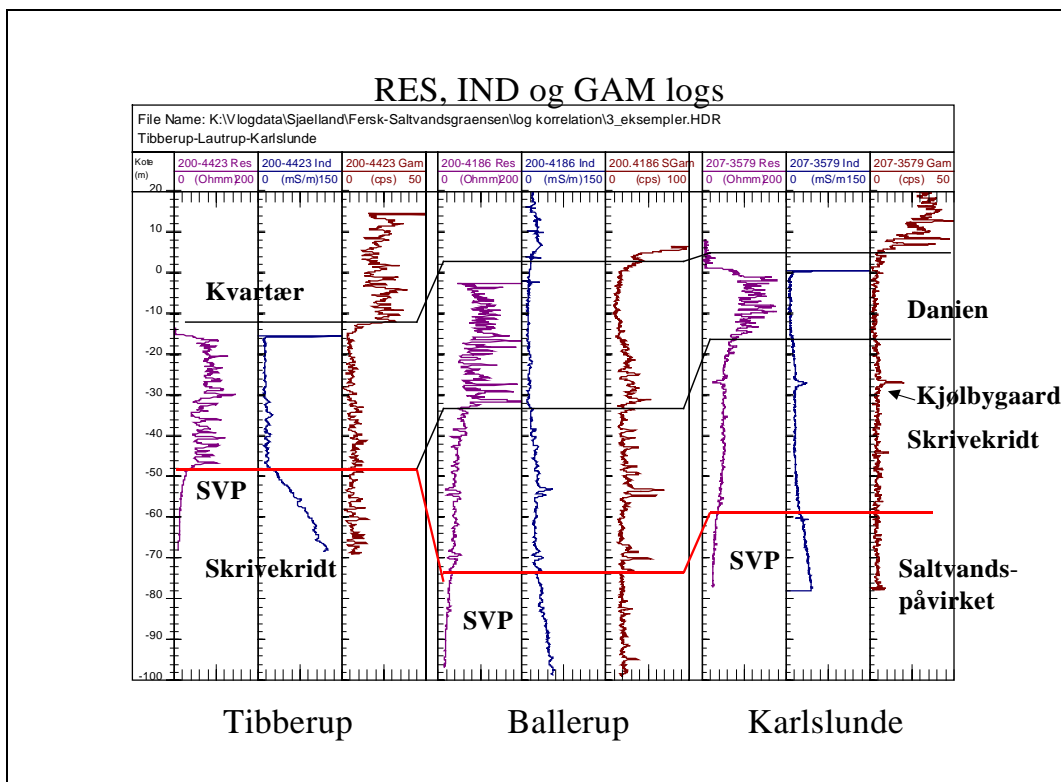 RES, IND og GAM logs
File Name: K:\Vlogdata\Sjaelland\Fersk-Saltvandsgraensen\log korrelation\3_eksempler.HDR
Tibberup-Lautrup-Karlslunde
Kote (m)
200-4423 Res
0 (Ohmm)200
200-4423 Ind
0 (mS/m)150
200-4423 Gam
0 (cps) 50
200-4186 Res
0 (Ohmm)200
200-4186 Ind
0 (mS/m)150
200.4186 SGam
0 (cps) 100
207-3579 Res
0 (Ohmm)200
207-3579 Ind
0 mS/m150
207-3579 Gam
0 (cps) 50
20
10
0
-10
-20
-30
-40
-50
-60
-70
-80
-90
-100
Kvartær
Danien
Kjølbygaard
Skrivekridt
SVP
Skrivekridt
SVP
SVP
Saltvands-
påvirket
Tibberup
Ballerup
Karlslunde